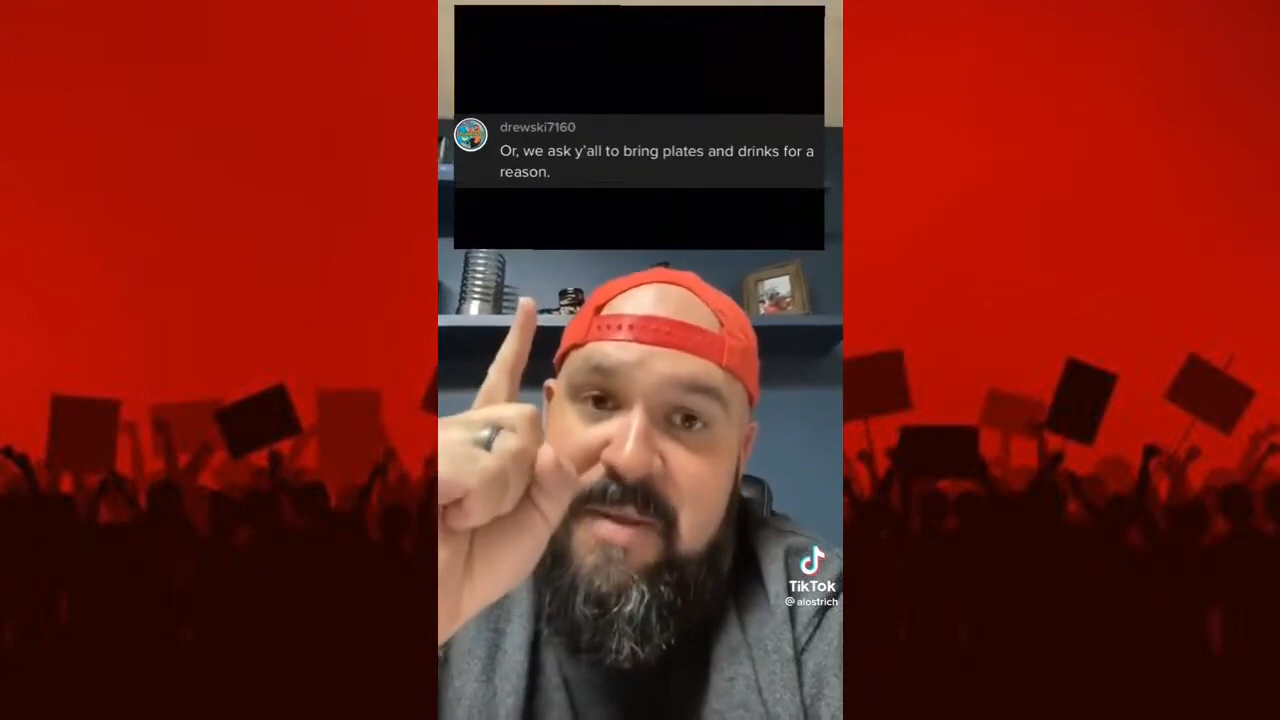 drewski7160
Or, we ask y'all to bring plates and drinks for a
reason.
TikTok
@alostrich